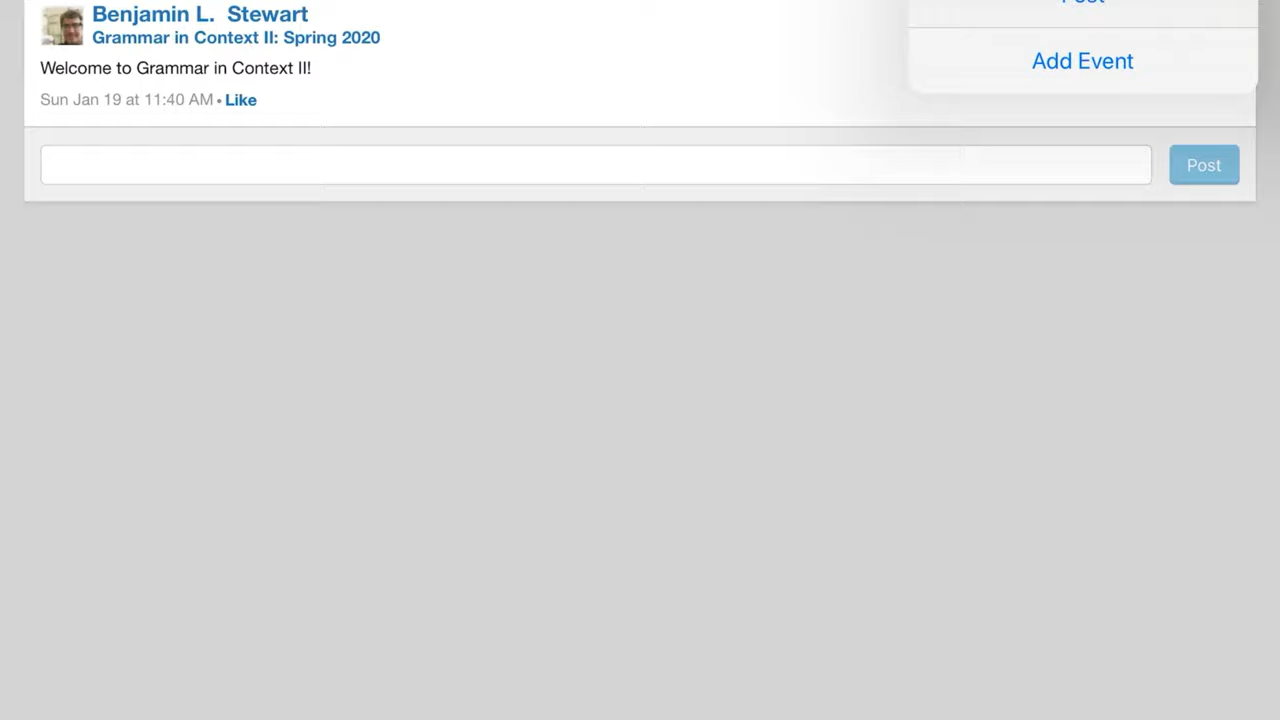 Benjamin L.  Stewart
Grammar in Context II: Spring 2020
Welcome to Grammar in Context II!
Sun Jan 19 at 11:40 AM • Like
Post
Add Event
Post